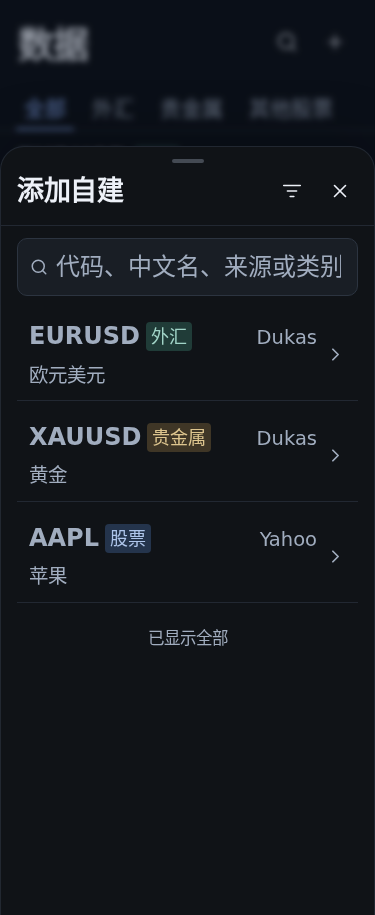 数据
全部 外汇 贵金属 其他股票
添加自建
代码、中文名、来源或类别
EURUSD 外汇 Dukas
欧元美元
XAUUSD 贵金属 Dukas
黄金
AAPL 股票 Yahoo
苹果
已显示全部